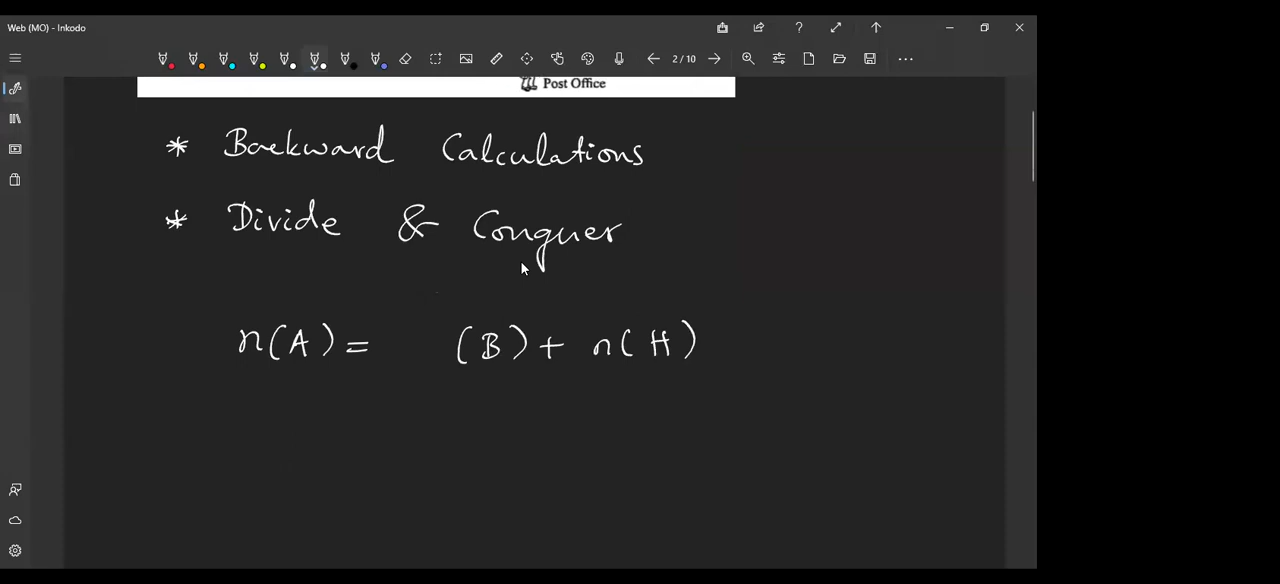 Web (MO) - Inkodo
2 / 10
Post Office
* Backward Calculations
* Divide & Conquer
n(A) = (B) + n(H)